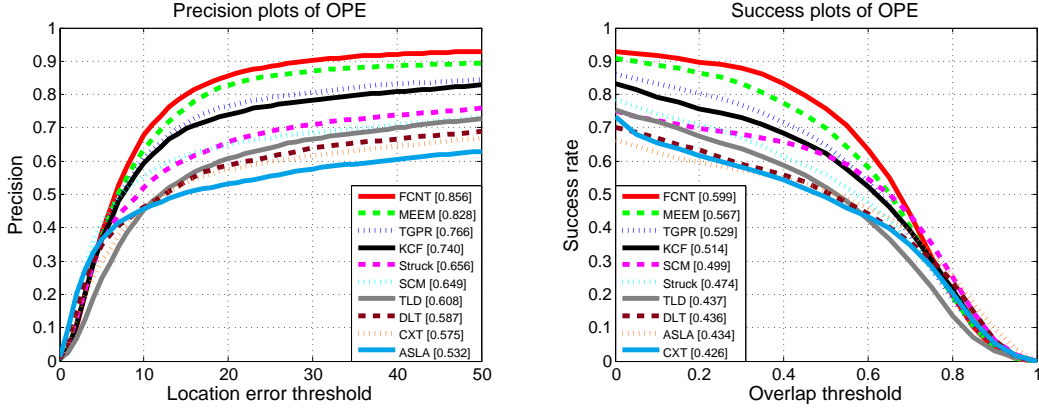 Precision plots of OPE
Precision
1
0.9
0.8
0.7
0.6
0.5
0.4
0.3
0.2
0.1
0
0 10 20 30 40 50
Location error threshold
FCNT [0.856]
MEEM [0.828]
TGPR [0.766]
KCF [0.740]
Struck [0.656]
SCM [0.649]
TLD [0.608]
DLT [0.587]
CXT [0.575]
ASLA [0.532]
Success plots of OPE
Success rate
1
0.9
0.8
0.7
0.6
0.5
0.4
0.3
0.2
0.1
0
0 0.2 0.4 0.6 0.8 1
Overlap threshold
FCNT [0.599]
MEEM [0.567]
TGPR [0.529]
KCF [0.514]
SCM [0.499]
Struck [0.474]
TLD [0.437]
DLT [0.436]
ASLA [0.434]
CXT [0.426]